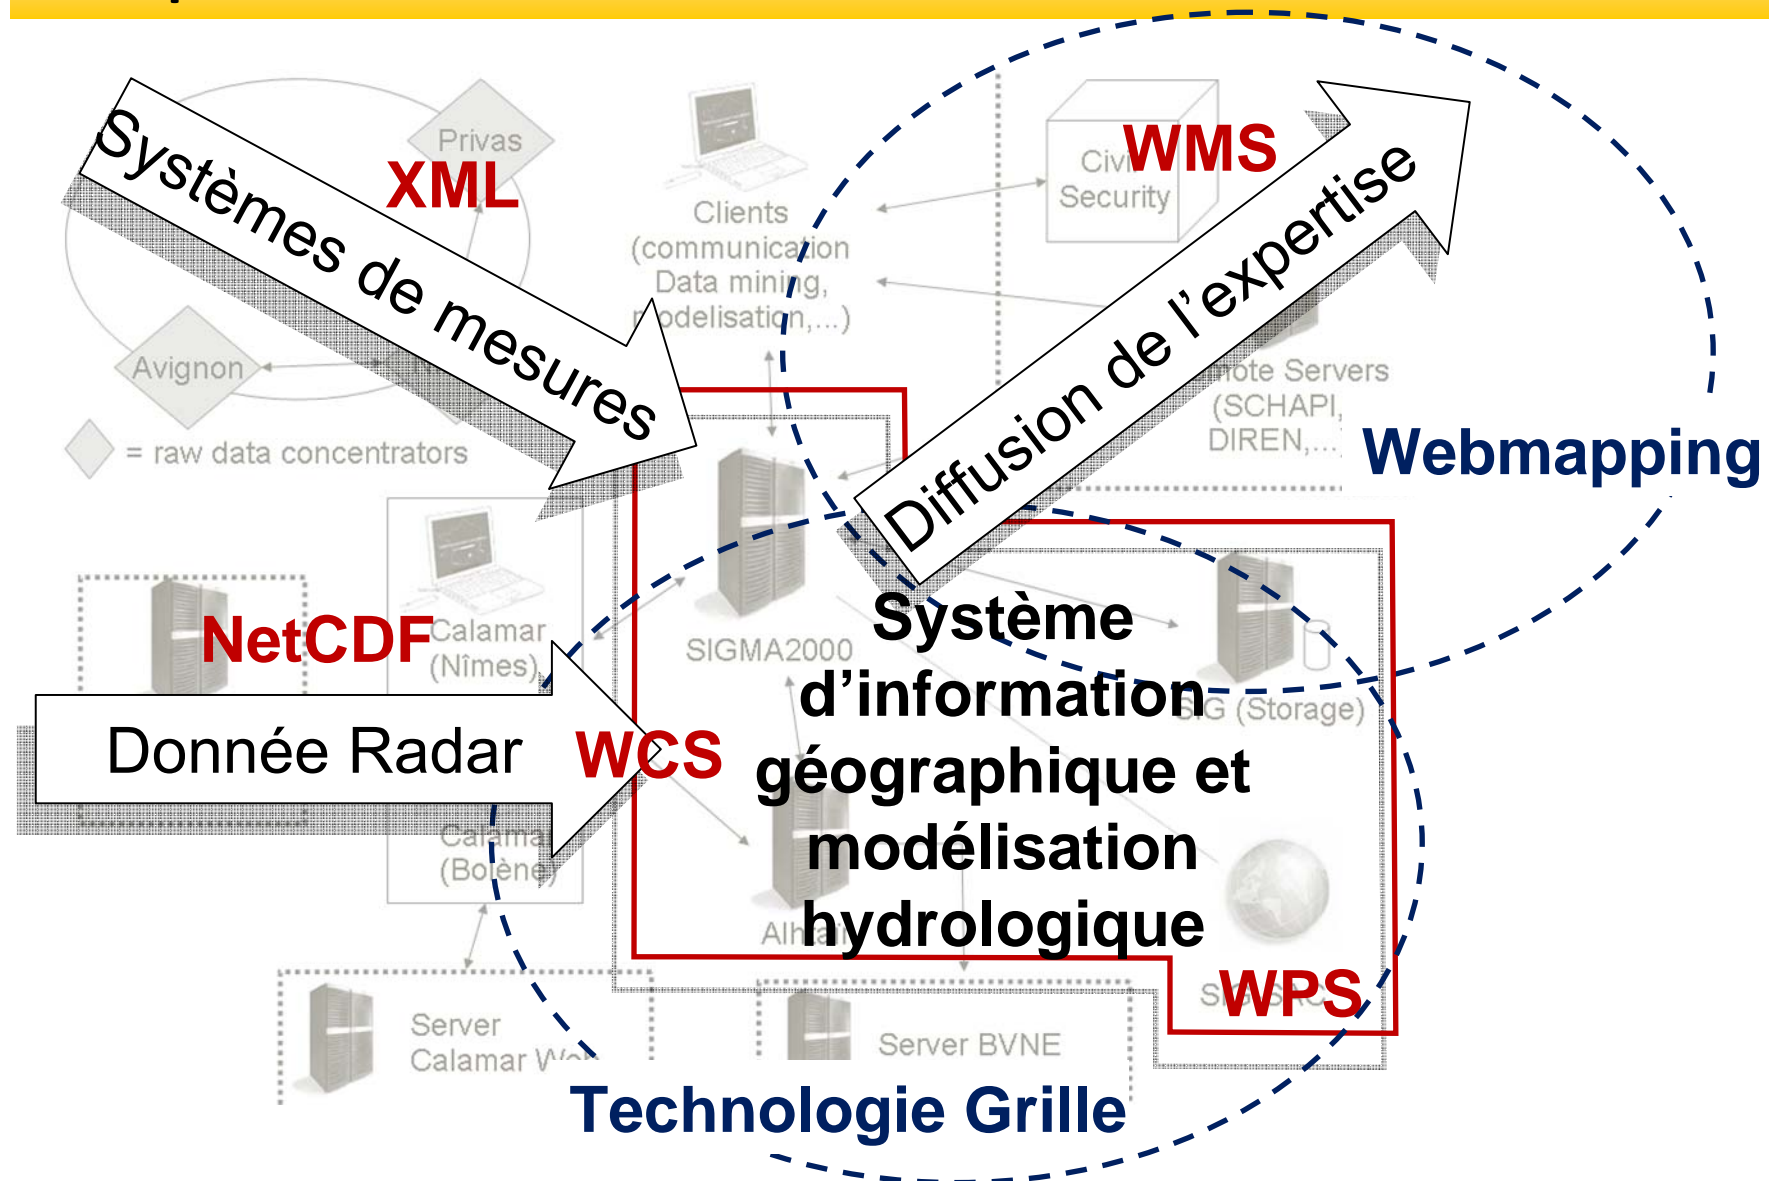 Privas
XML
Systèmes de mesures
Avignon
= raw data concentrators
Clients
(communication
Data mining,
modelisation,...)
WMS
Security
Diffusion de l'expertise
Servers
(SCHAPI,
DIREN,...
Webmapping
NetCDF
Calamar
(Nîmes)
Donnée Radar
WCS
Calamar
(Bolène)
SIGMA2000
Système
d'information
géographique et
modélisation
hydrologique
SIG (Storage)
WPS
Server
Calamar Web
Server BVNE
Technologie Grille